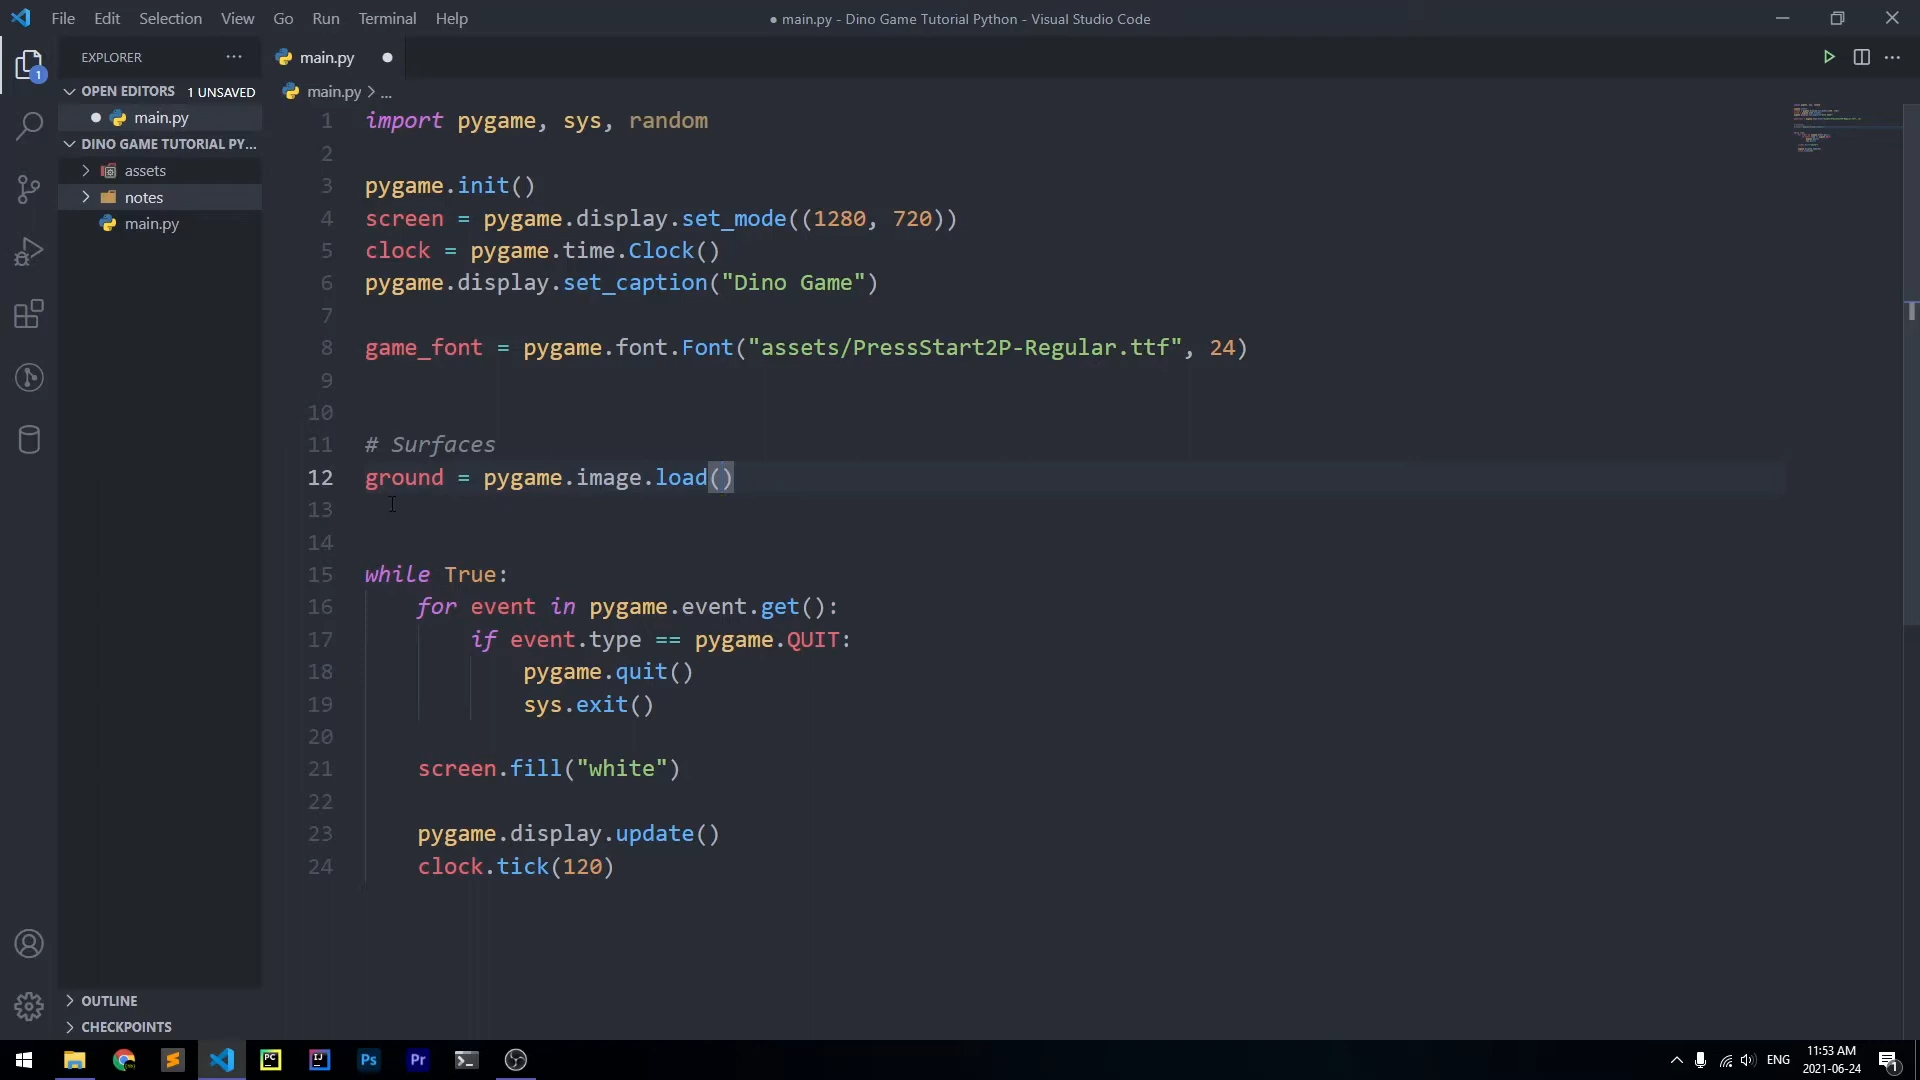 File Edit Selection View Go Run Terminal Help
● main.py - Dino Game Tutorial Python - Visual Studio Code
EXPLORER
main.py
OPEN EDITORS 1 UNSAVED
main.py > ...
main.py
DINO GAME TUTORIAL PY...
assets
notes
main.py
1 import pygame, sys, random
2
3 pygame.init()
4 screen = pygame.display.set_mode((1280, 720))
5 clock = pygame.time.Clock()
6 pygame.display.set_caption("Dino Game")
7
8 game_font = pygame.font.Font("assets/PressStart2P-Regular.ttf", 24)
9
10
11 # Surfaces
12 ground = pygame.image.load()
13
14
15 while True:
16 for event in pygame.event.get():
17 if event.type == pygame.QUIT:
18 pygame.quit()
19 sys.exit()
20
21 screen.fill("white")
22
23 pygame.display.update()
24 clock.tick(120)
OUTLINE
CHECKPOINTS
1
PC
IJ
Ps
Pr
ENG
11:53 AM
2021-06-24
1